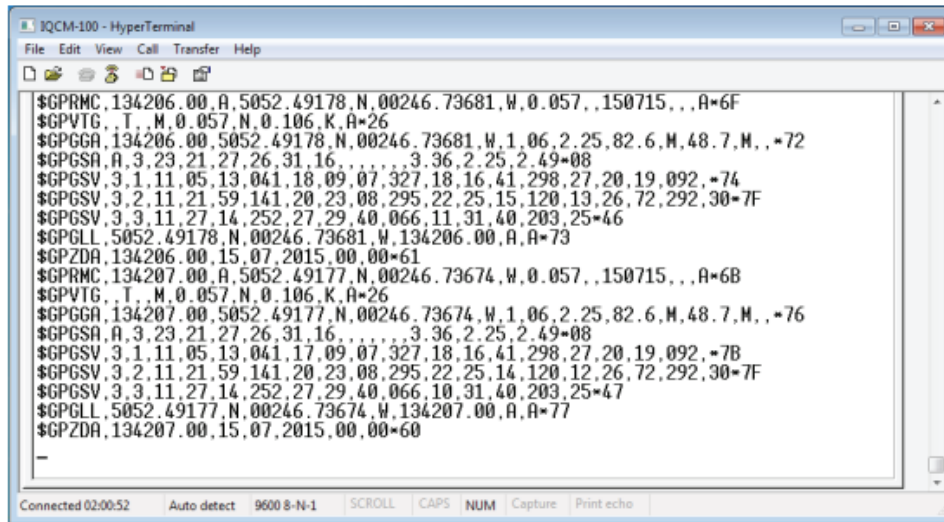 IQCM-100 - HyperTerminal
File Edit View Call Transfer Help
$GPRMC,134206.00,A,5052.49178,N,00246.73681,W,0.057,,150715,,,A*6F
$GPVTG,,T,,M,0.057,N,0.106,K,A*26
$GPGGA,134206.00,5052.49178,N,00246.73681,W,1,06,2.25,82.6,M,48.7,M,,*72
$GPGSA,A,3,23,21,27,26,31,16,,,,,,,3.36,2.25,2.49*08
$GPGSV,3,1,11,05,13,041,18,09,07,327,18,16,41,298,27,20,19,092,*74
$GPGSV,3,2,11,21,59,141,20,23,08,295,22,25,15,120,13,26,72,292,30*7F
$GPGSV,3,3,11,27,14,252,27,29,40,066,11,31,40,203,25*46
$GPGLL,5052.49178,N,00246.73681,W,134206.00,A,A*73
$GPZDA,134206.00,15,07,2015,00,00*61
$GPRMC,134207.00,A,5052.49177,N,00246.73674,W,0.057,,150715,,,A*6B
$GPVTG,,T,,M,0.057,N,0.106,K,A*26
$GPGGA,134207.00,5052.49177,N,00246.73674,W,1,06,2.25,82.6,M,48.7,M,,*76
$GPGSA,A,3,23,21,27,26,31,16,,,,,,,3.36,2.25,2.49*08
$GPGSV,3,1,11,05,13,041,17,09,07,327,18,16,41,298,27,20,19,092,*7B
$GPGSV,3,2,11,21,59,141,20,23,08,295,22,25,14,120,12,26,72,292,30*7F
$GPGSV,3,3,11,27,14,252,27,29,40,066,10,31,40,203,25*47
$GPGLL,5052.49177,N,00246.73674,W,134207.00,A,A*77
$GPZDA,134207.00,15,07,2015,00,00*60
Connected 02:00:52 Auto detect 9600 8-N-1 SCROLL CAPS NUM Capture Print echo